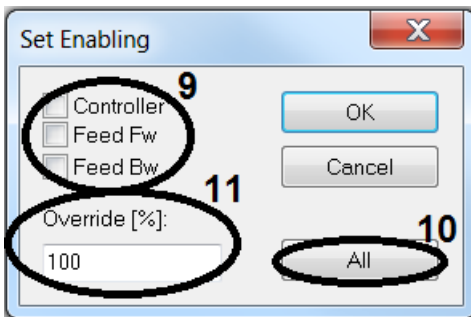 Set Enabling
9
Controller
OK
Feed Fw
Feed Bw
Cancel
11
Override [%]:
10
100
All